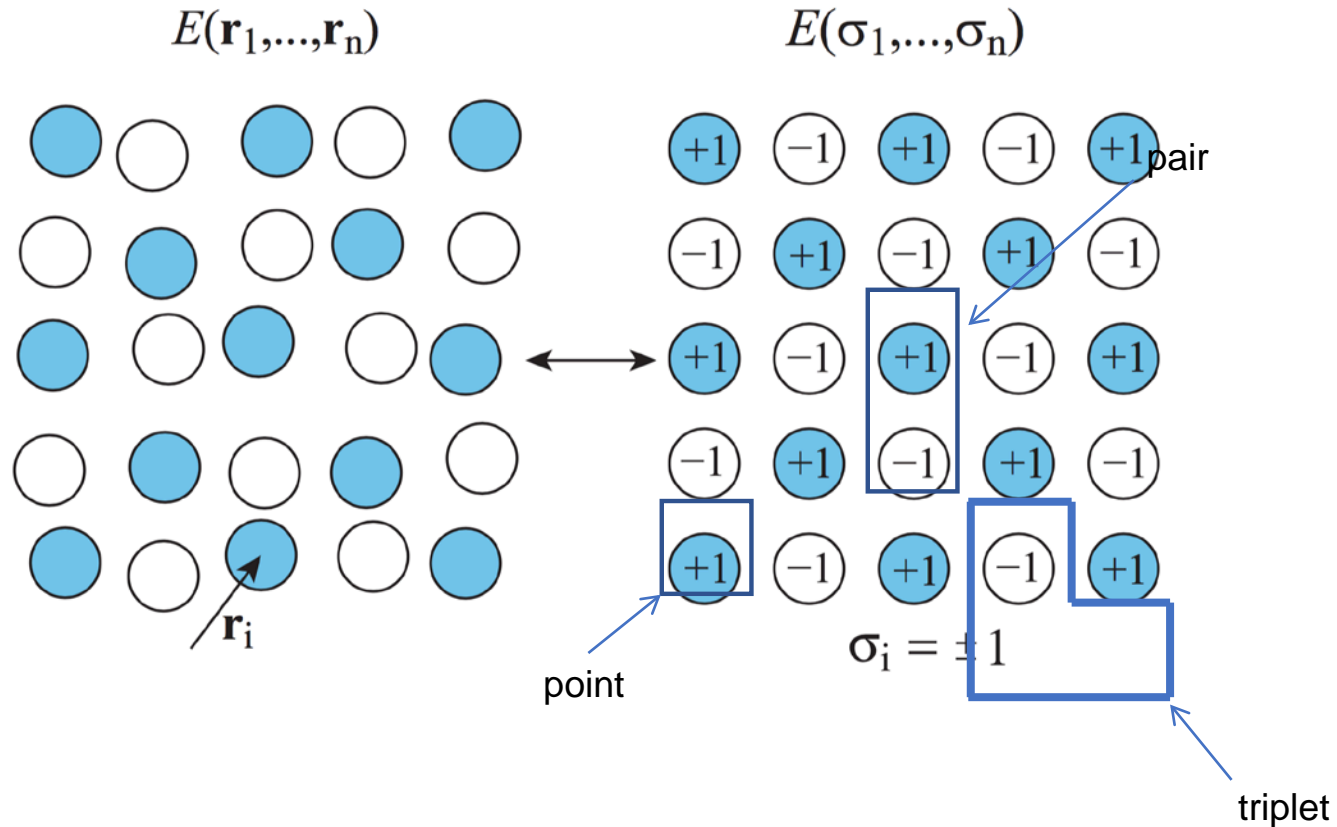 E(r₁,...,rₙ)
E(σ₁,...,σₙ)
+1 −1 +1 −1 +1
pair
−1 +1 −1 +1 −1
+1 −1 +1 −1 +1
−1 +1 −1 +1 −1
+1 −1 +1 −1 +1
rᵢ
σᵢ = ±1
point
triplet